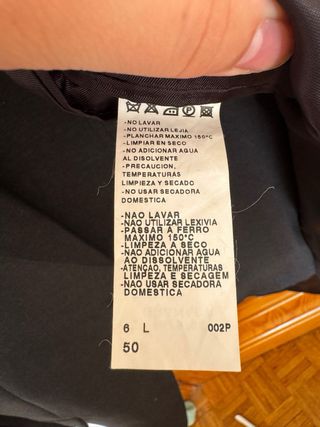 -NO LAVAR
-NO UTILIZAR LEJIA
-PLANCHAR MAXIMO 150°C
-LIMPIAR EN SECO
-NO ADICIONAR AGUA
AL DISOLVENTE
-PRECAUCION,
TEMPERATURAS
LIMPIEZA Y SECADO
-NO USAR SECADORA
DOMESTICA
-NAO LAVAR
-NAO UTILIZAR LEXIVIA
-PASSAR A FERRO
MAXIMO 150°C
-LIMPEZA A SECO
-NAO ADICIONAR AGUA
AO DISSOLVENTE
-ATENÇAO, TEMPERATURAS
LIMPEZA E SECAGEM
-NAO USAR SECADORA
DOMESTICA
6 L 002P
50